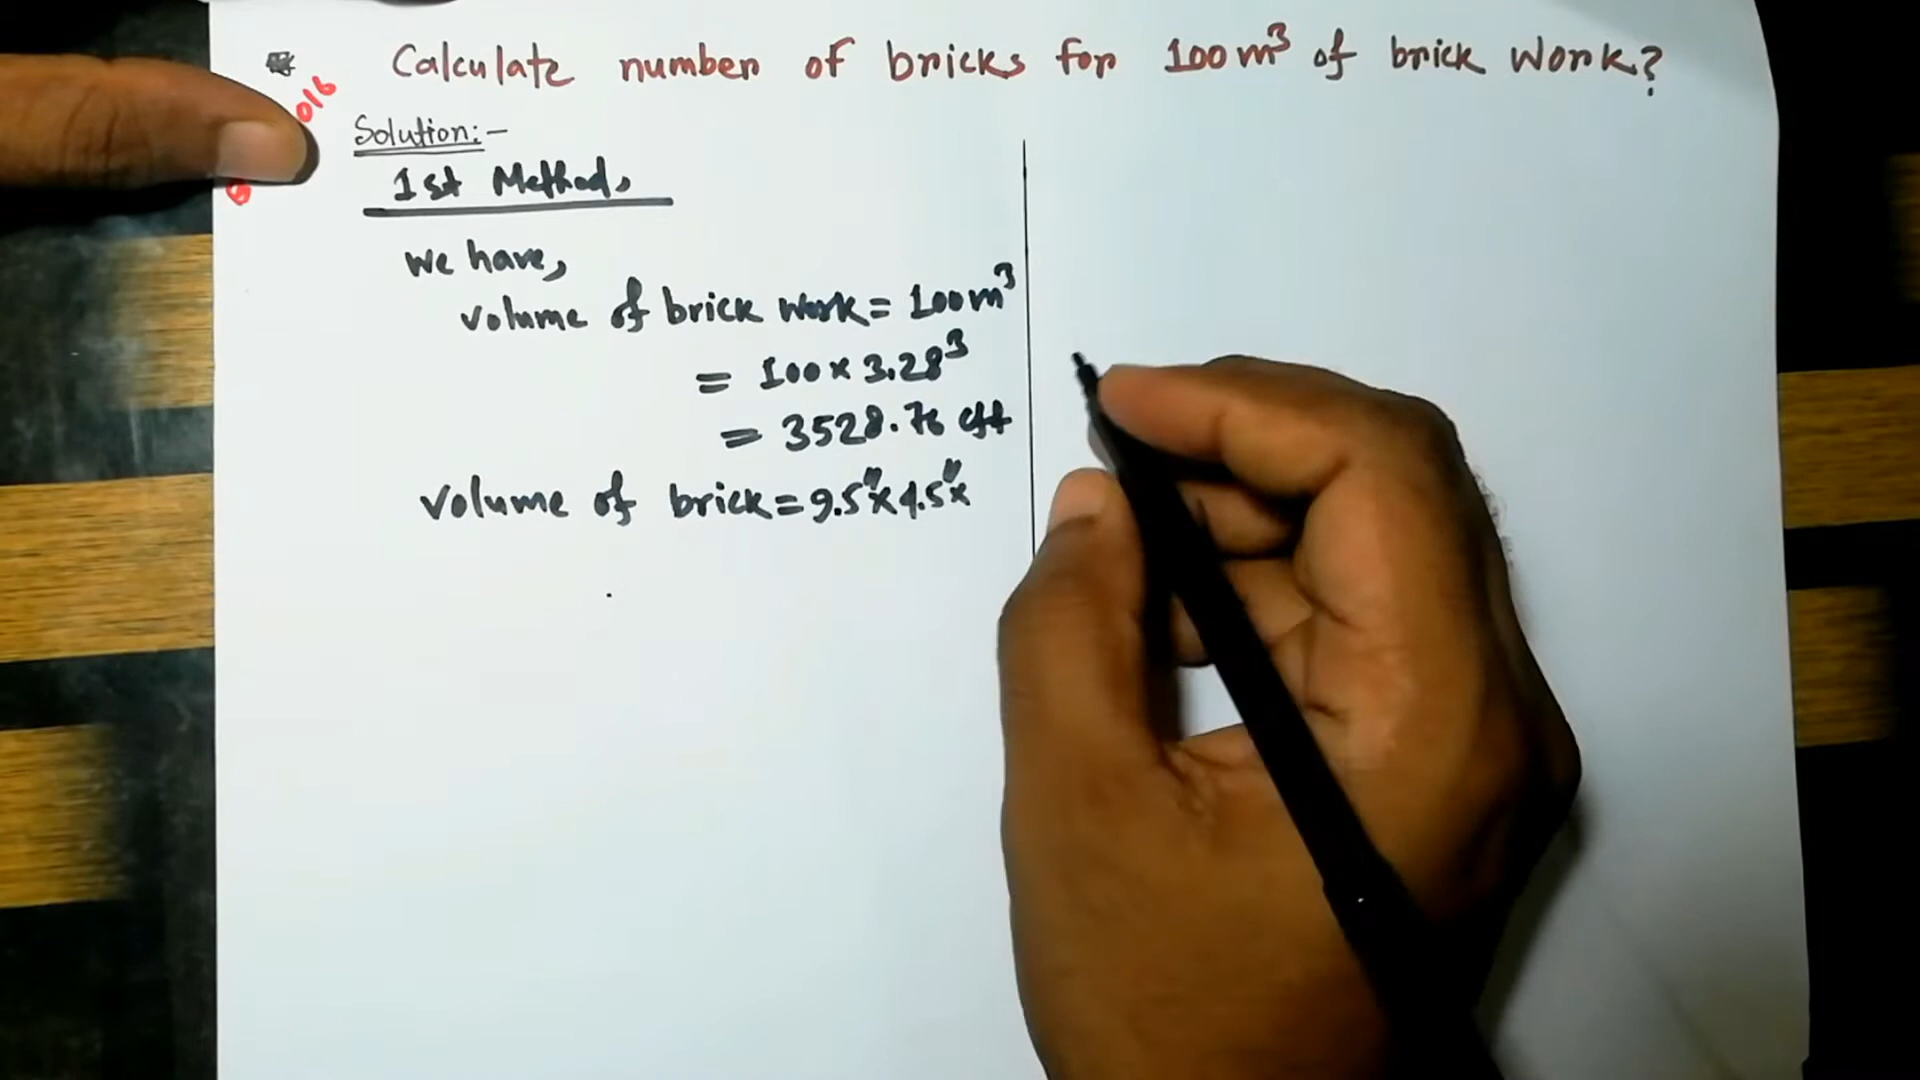 Calculate number of bricks for 100m³ of brick work?
016
Solution:-
1st Method,
we have,
volume of brick work = 100m³
= 100 x 3.28³
= 3528.76 cft
volume of brick = 9.5" x 4.5" x